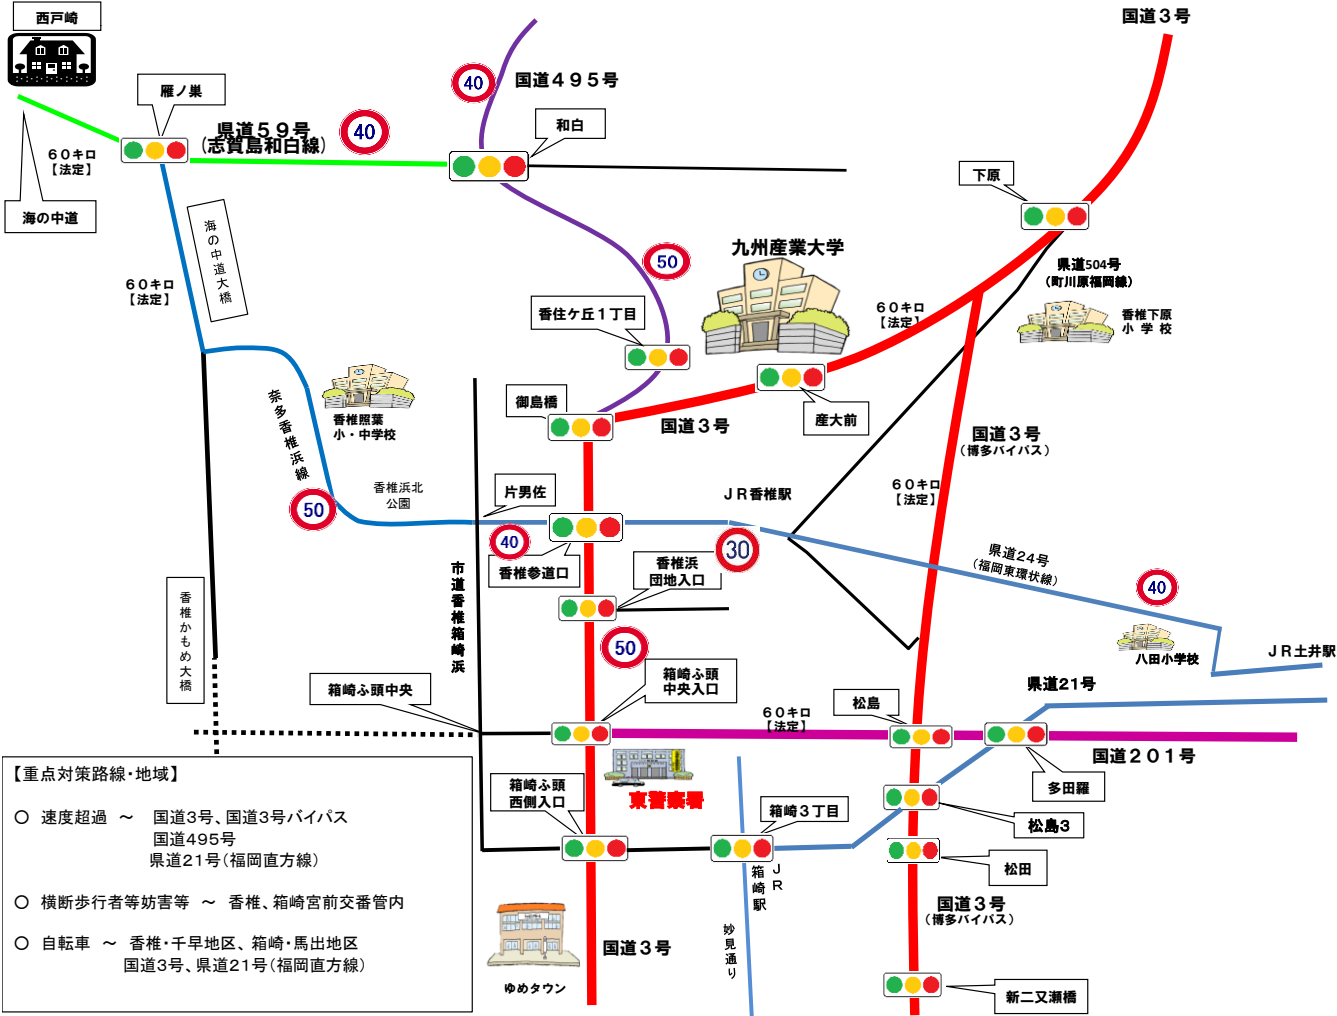 西戸崎
国道３号
雁ノ巣
40
国道４９５号
県道５９号
(志賀島和白線)
40
和白
６０キロ
【法定】
下原
海の中道
海の中道大橋
九州産業大学
50
県道504号
(町川原福岡線)
６０キロ
【法定】
６０キロ
【法定】
香住ケ丘１丁目
香椎下原
小 学 校
御島橋
国道３号
産大前
奈多香椎浜線
香椎照葉
小・中学校
国道３号
(博多バイパス)
６０キロ
【法定】
片男佐
ＪＲ香椎駅
香椎浜北
公園
50
40
30
香椎参道口
香椎浜
団地入口
県道24号
(福岡東環状線)
40
市道香椎箱崎浜
香椎かもめ大橋
50
八田小学校
ＪＲ土井駅
箱崎ふ頭
中央入口
箱崎ふ頭中央
県道21号
松島
６０キロ
【法定】
国道２０１号
東警察署
多田羅
箱崎ふ頭
西側入口
箱崎３丁目
松島3
松田
ＪＲ
箱崎駅
国道３号
(博多バイパス)
妙見通り
国道３号
ゆめタウン
新二又瀬橋
【重点対策路線・地域】
○ 速度超過 ～ 国道3号、国道3号バイパス
国道495号
県道21号(福岡直方線)
○ 横断歩行者等妨害等 ～ 香椎、箱崎宮前交番管内
○ 自転車 ～ 香椎・千早地区、箱崎・馬出地区
国道3号、県道21号(福岡直方線)